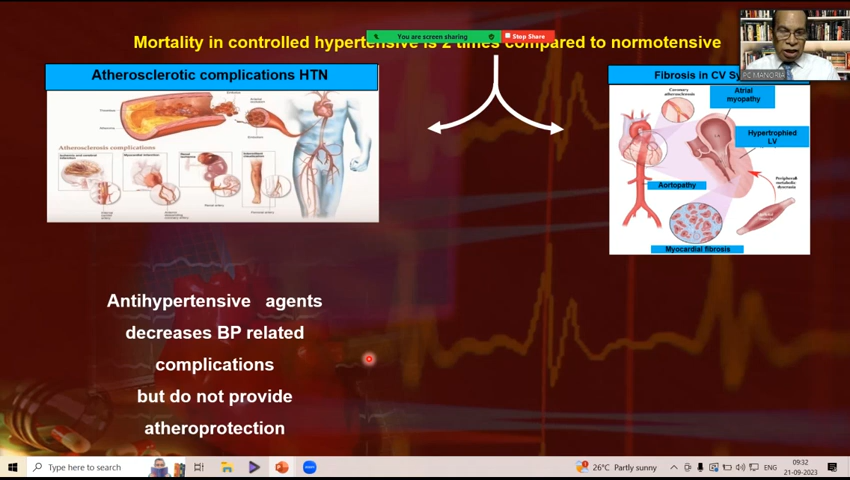 You are screen sharing
Stop Share
Mortality in controlled hypertensive is 2 times compared to normotensive
PC MANORIA
Atherosclerotic complications HTN
Atherosclerosis complications
Fibrosis in CV Sy
Coronary
Atrial
myopathy
Hypertrophied
LV
Aortopathy
Myocardial fibrosis
Antihypertensive agents
decreases BP related
complications
but do not provide
atheroprotection
Type here to search
26°C Partly sunny
ENG
09:32
21-09-2023